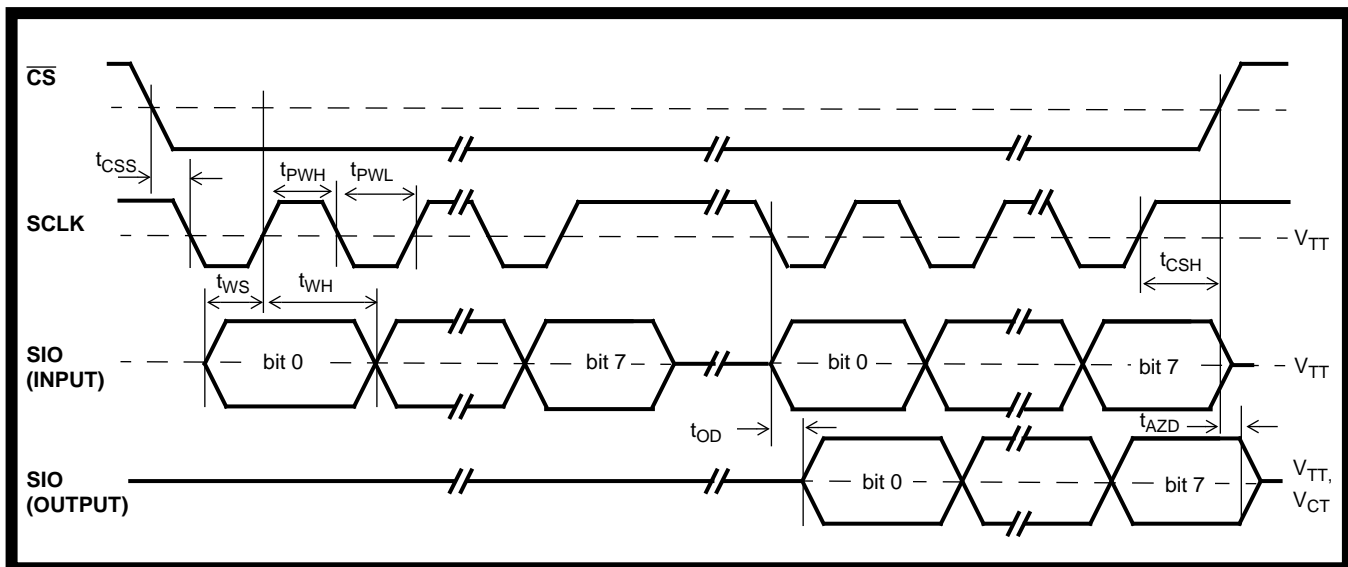 CS
tCSS
tPWH
tPWL
SCLK
VTT
tCSH
tWS
tWH
SIO
(INPUT)
bit 0
bit 7
bit 0
bit 7
VTT
tOD
tAZD
SIO
(OUTPUT)
bit 0
bit 7
VTT,
VCT